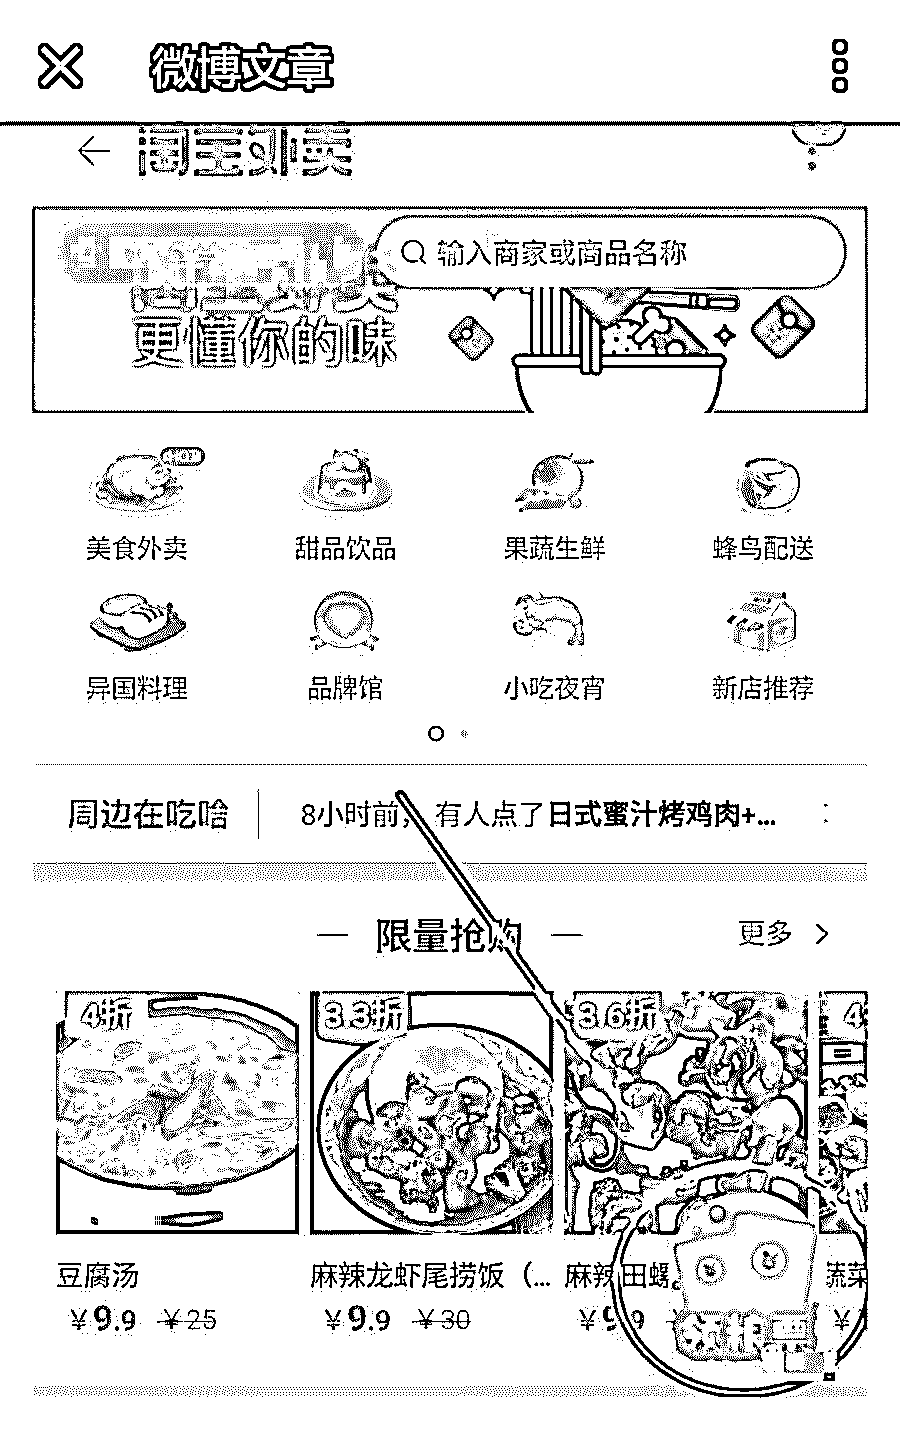 微博文章
淘宝外卖
输入商家或商品名称
更懂你的味
美食外卖 甜品饮品 果蔬生鲜 蜂鸟配送
异国料理 品牌馆 小吃夜宵 新店推荐
周边在吃啥 8小时前， 有人点了日式蜜汁烤鸡肉+...
限量抢购 更多
4折 3.3折 3.6折 4
豆腐汤 麻辣龙虾尾捞饭（... 麻辣田螺 蔬菜
￥9.9 ￥25 ￥9.9 ￥30 ￥9.9 ￥